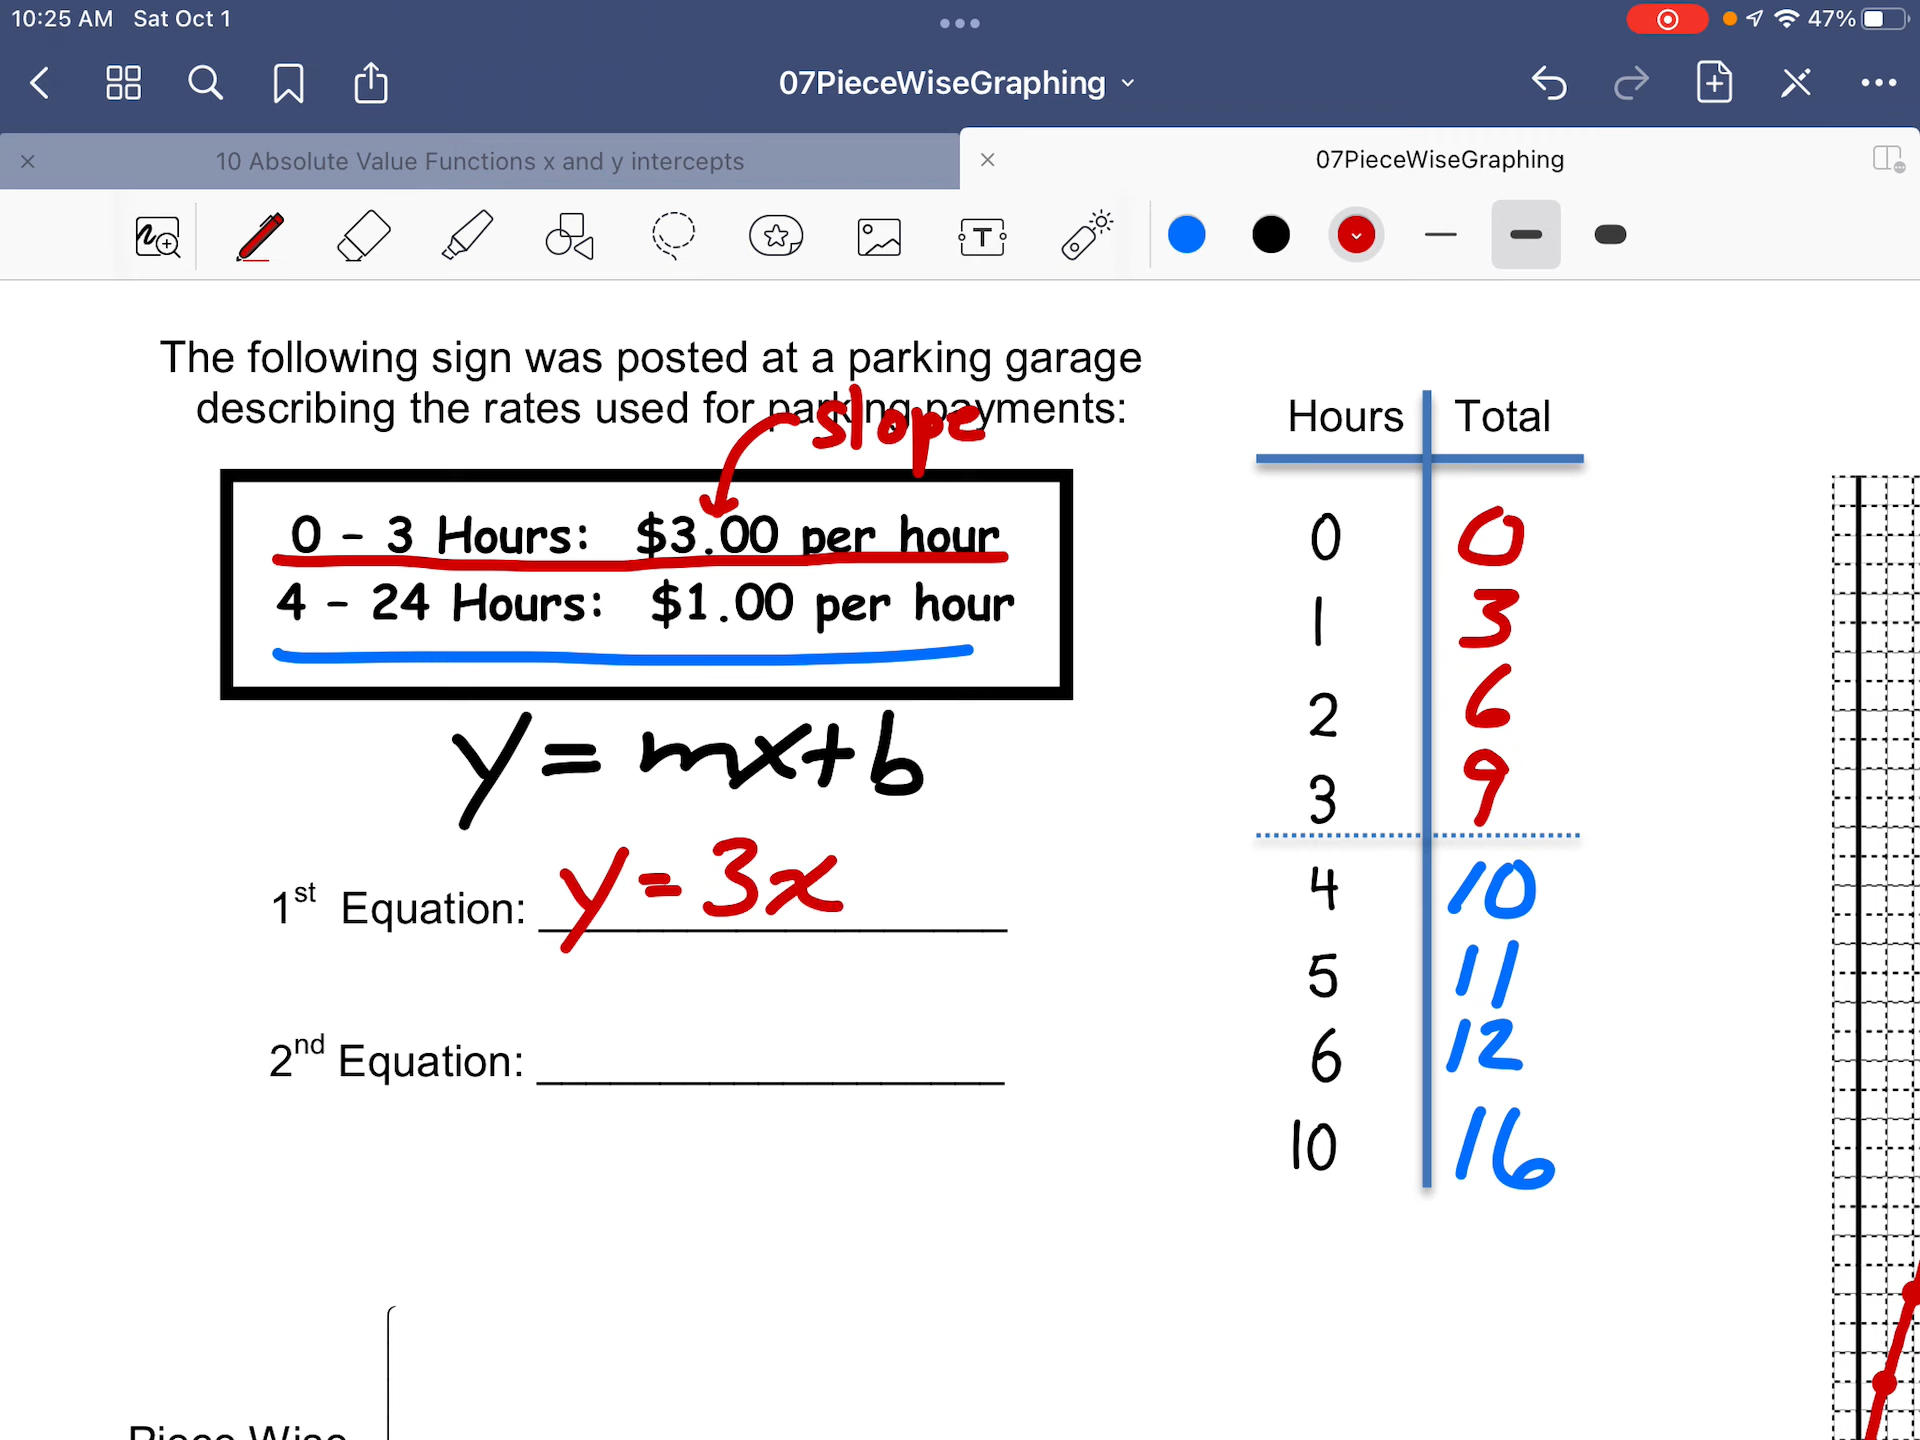 10:25 AM Sat Oct 1
47%
07PieceWiseGraphing
10 Absolute Value Functions x and y intercepts
07PieceWiseGraphing
T
The following sign was posted at a parking garage
describing the rates used for parking payments:
slope
0 - 3 Hours: $3.00 per hour
4 - 24 Hours: $1.00 per hour
y = mx+b
1st Equation: y = 3x
2nd Equation:
Hours Total
0 0
1 3
2 6
3 9
4 10
5 11
6 12
10 16
Piece Wise